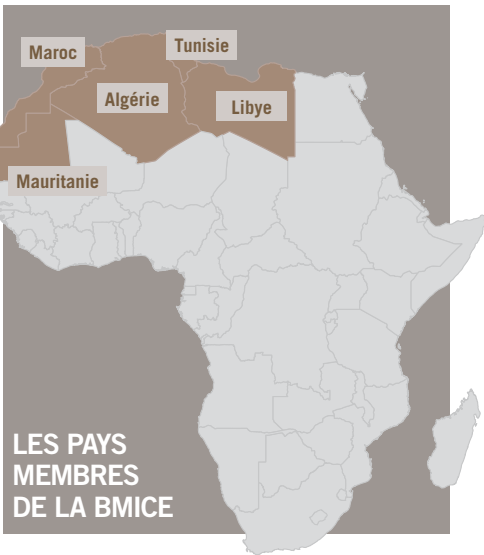 Maroc
Tunisie
Algérie
Libye
Mauritanie
LES PAYS
MEMBRES
DE LA BMICE